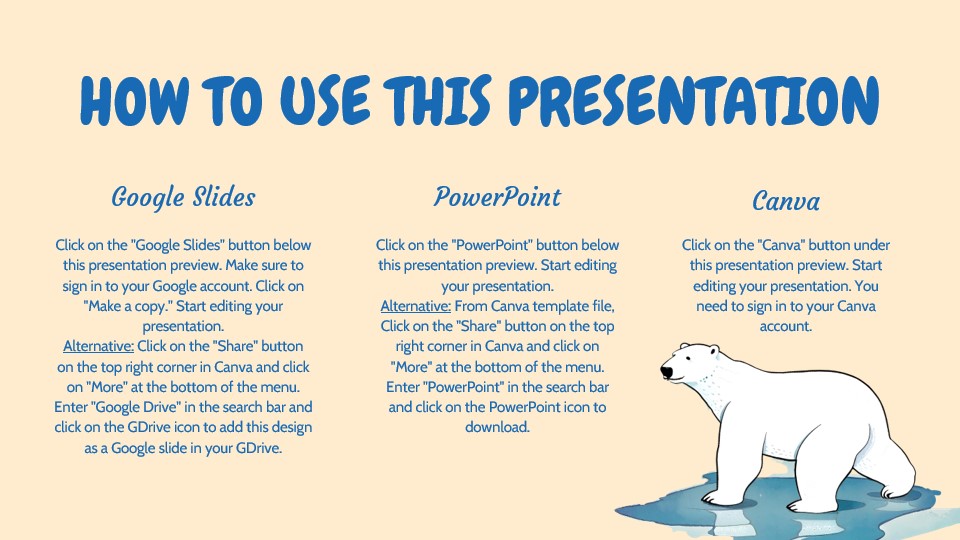 HOW TO USE THIS PRESENTATION
Google Slides
Click on the "Google Slides" button below
this presentation preview. Make sure to
sign in to your Google account. Click on
"Make a copy." Start editing your
presentation.
Alternative: Click on the "Share" button
on the top right corner in Canva and click
on "More" at the bottom of the menu.
Enter "Google Drive" in the search bar and
click on the GDrive icon to add this design
as a Google slide in your GDrive.
PowerPoint
Click on the "PowerPoint" button below
this presentation preview. Start editing
your presentation.
Alternative: From Canva template file,
Click on the "Share" button on the top
right corner in Canva and click on
"More" at the bottom of the menu.
Enter "PowerPoint" in the search bar
and click on the PowerPoint icon to
download.
Canva
Click on the "Canva" button under
this presentation preview. Start
editing your presentation. You
need to sign in to your Canva
account.